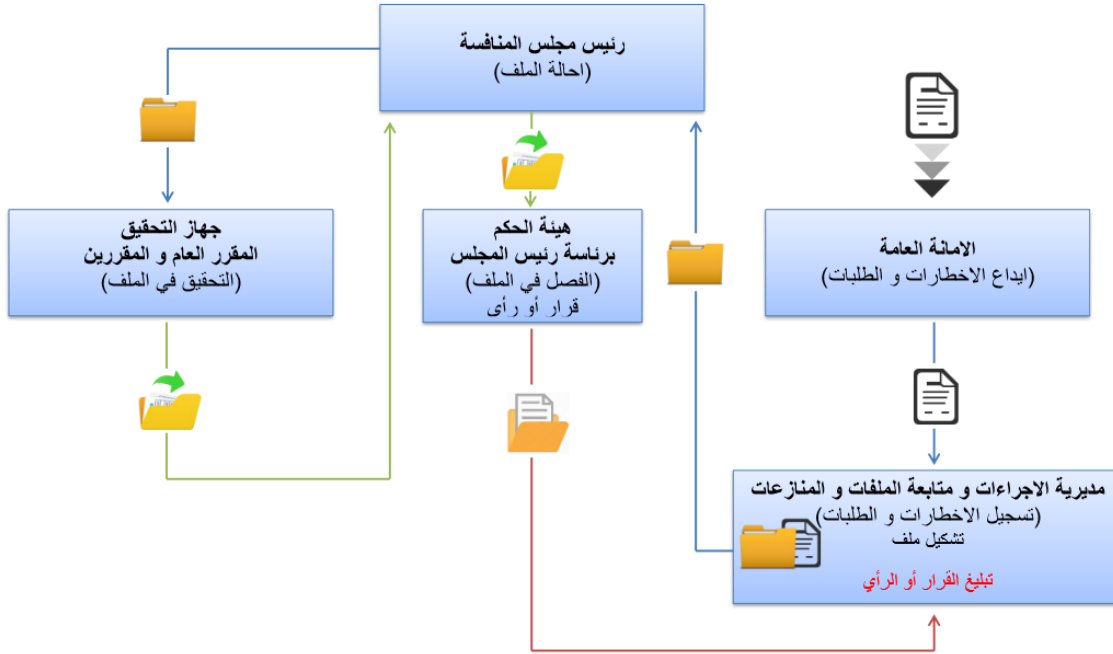 رئيس مجلس المنافسة
(احالة الملف)
الامانة العامة
(ايداع الاخطارات و الطلبات)
هيئة الحكم
برئاسة رئيس المجلس
(الفصل في الملف)
قرار أو رأى
جهاز التحقيق
المقرر العام و المقررين
(التحقيق في الملف)
مديرية الاجراءات و متابعة الملفات و المنازعات
(تسجيل الاخطارات و الطلبات)
تشكيل ملف
تبليغ القرار أو الرأي